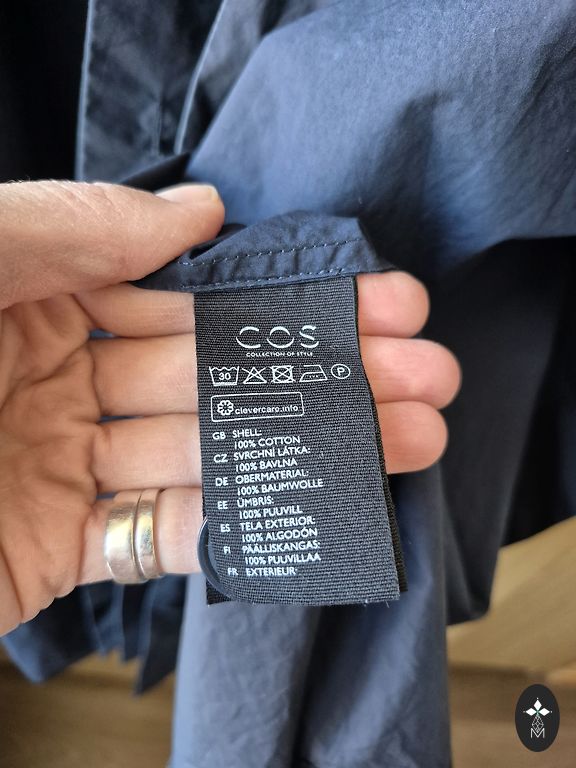 COS
COLLECTION OF STYLE
30 P
clevercare.info
GB SHELL:
100% COTTON
CZ SVRCHNÍ LÁTKA:
100% BAVLNA
DE OBERMATERIAL:
100% BAUMWOLLE
EE ÜMBRIS:
100% PUUVILL
ES TELA EXTERIOR:
100% ALGODÓN
FI PÄÄLLISKANGAS:
100% PUUVILLAA
FR EXTERIEUR:
M